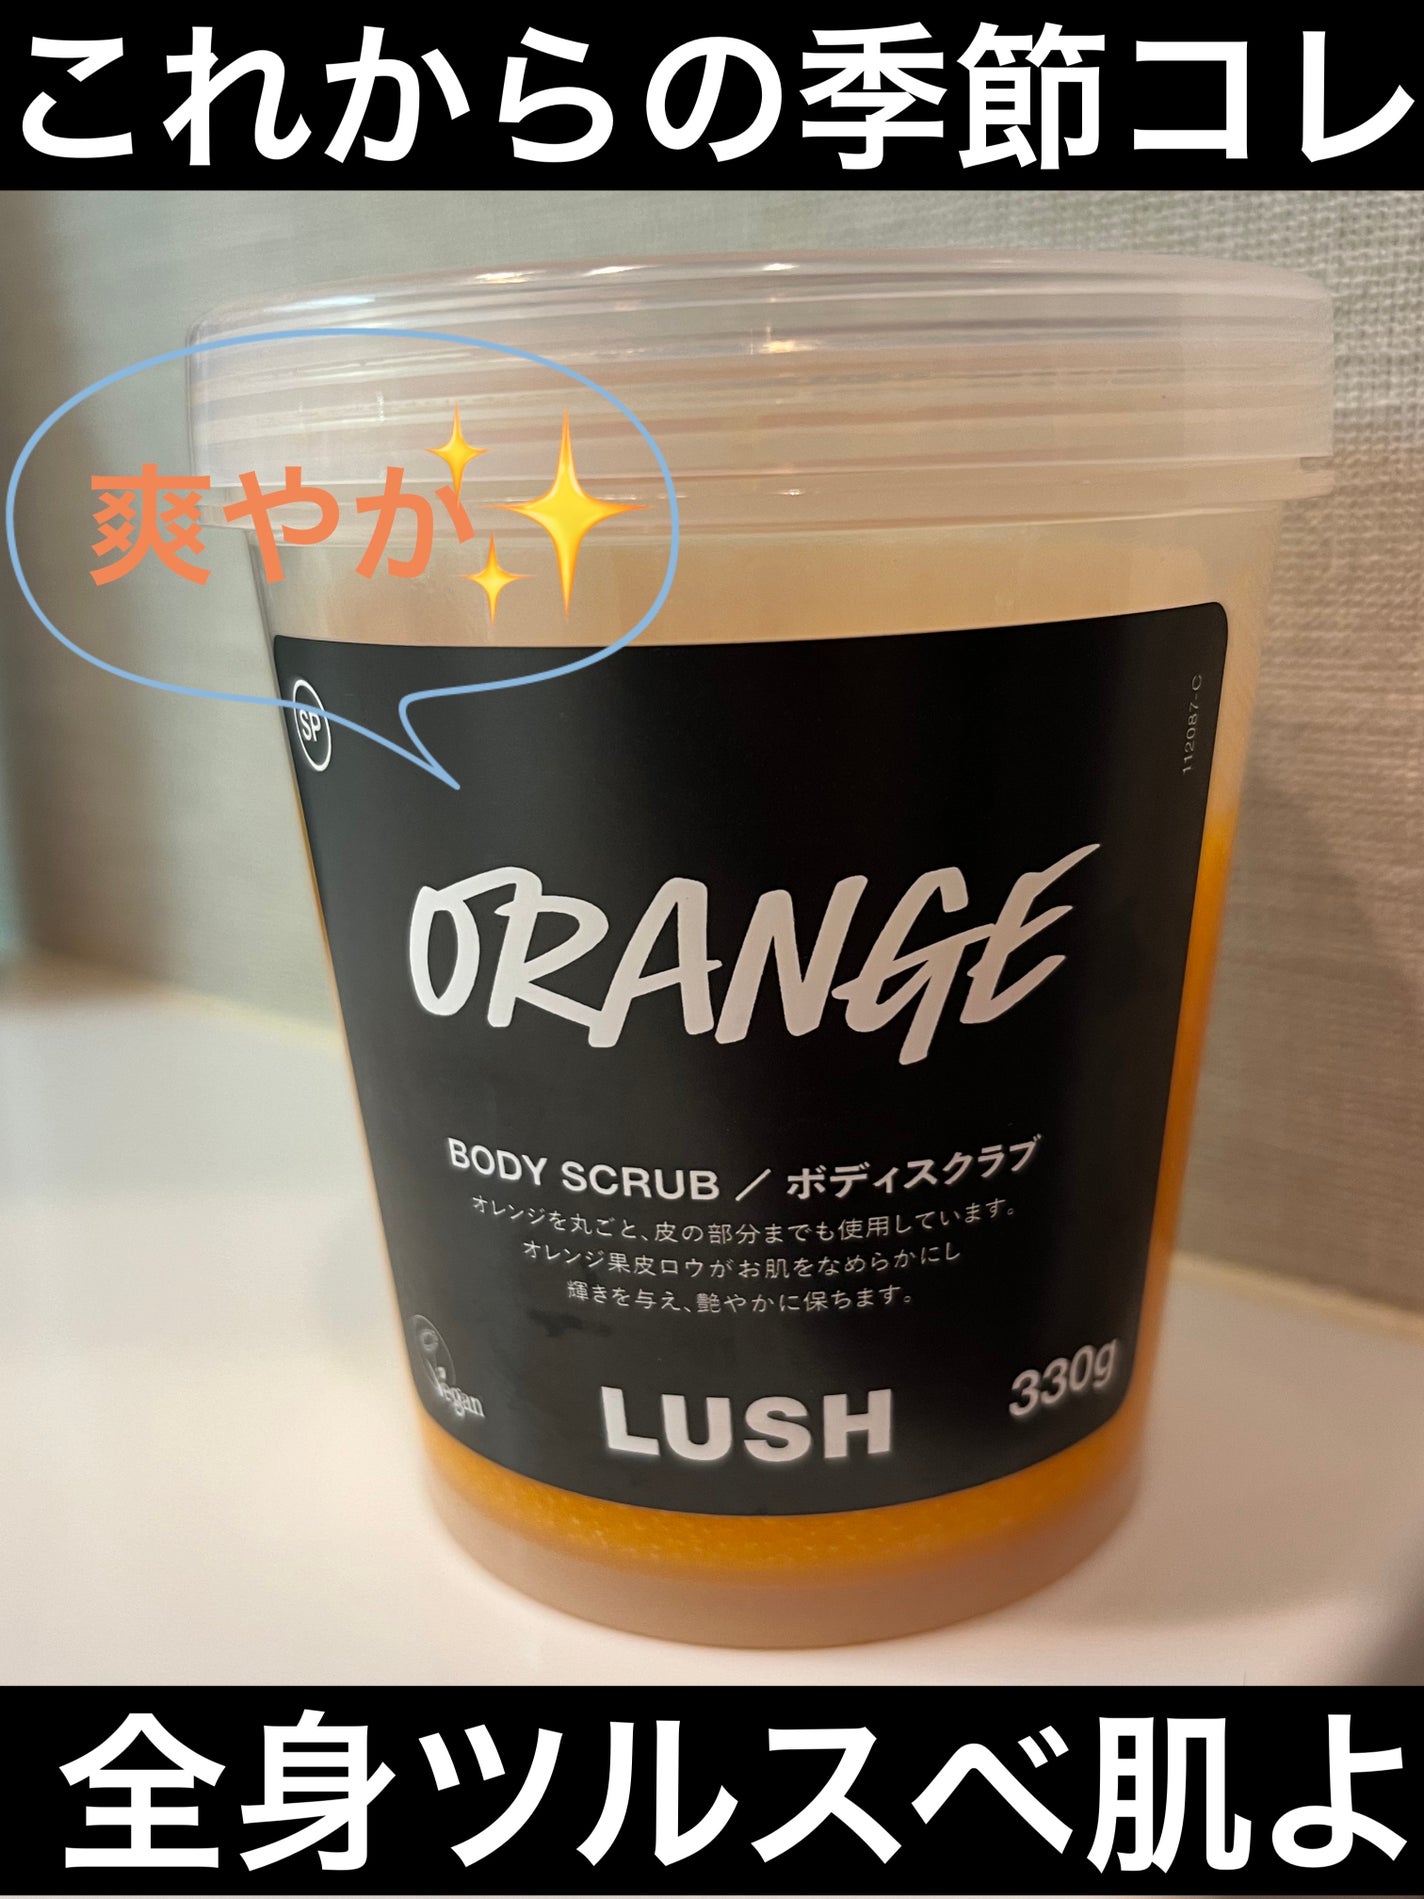 これからの季節コレ
爽やか
SP
112087-C
ORANGE
BODY SCRUB / ボディスクラブ
オレンジを丸ごと、皮の部分までも使用しています。
オレンジ果皮ロウがお肌をなめらかにし
輝きを与え、艶やかに保ちます。
Vegan
330g
LUSH
全身ツルスベ肌よ